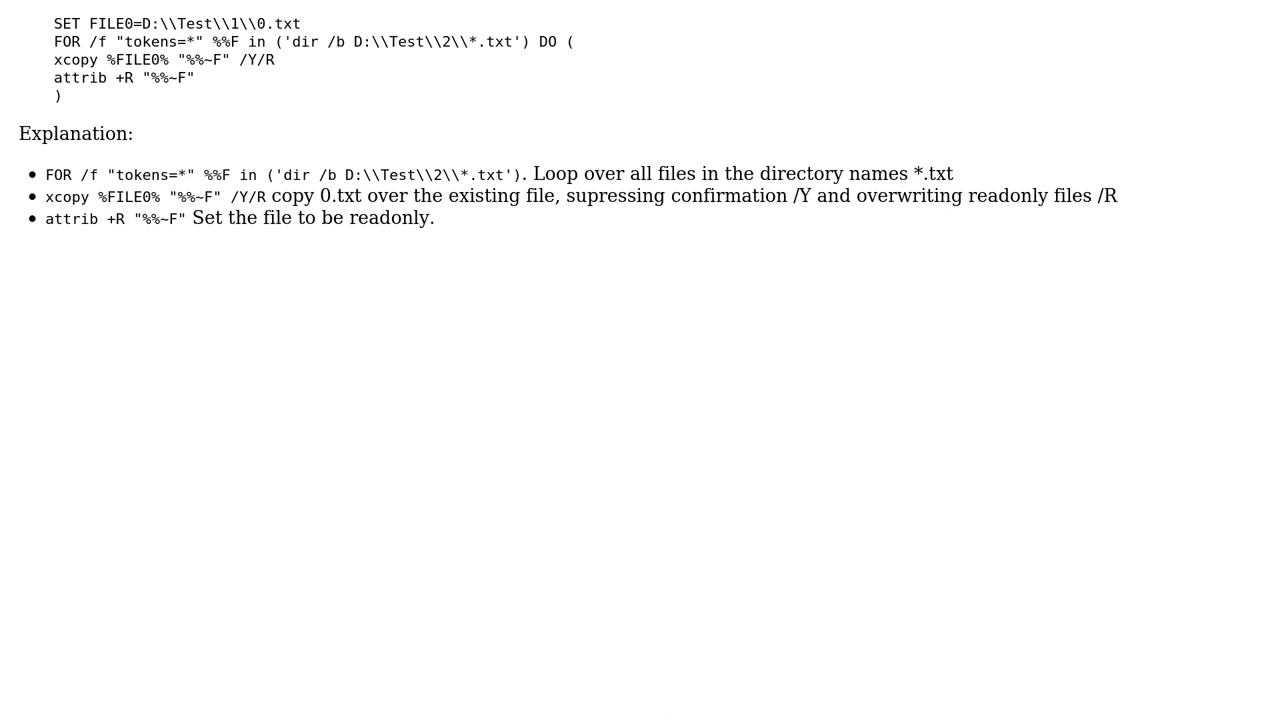 SET FILE0=D:\\Test\\1\\0.txt
FOR /f "tokens=*" %%F in ('dir /b D:\\Test\\2\\*.txt') DO (
xcopy %FILE0% "%%~F" /Y/R
attrib +R "%%~F"
)
Explanation:
• FOR /f "tokens=*" %%F in ('dir /b D:\\Test\\2\\*.txt'). Loop over all files in the directory names *.txt
• xcopy %FILE0% "%%~F" /Y/R copy 0.txt over the existing file, supressing confirmation /Y and overwriting readonly files /R
• attrib +R "%%~F" Set the file to be readonly.